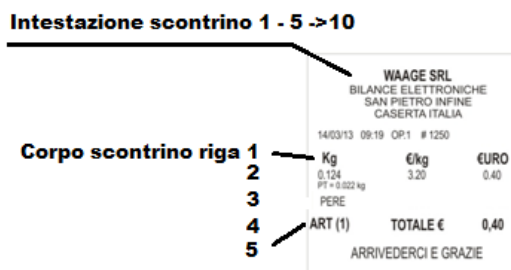 Intestazione scontrino 1 - 5 ->10
WAAGE SRL
BILANCE ELETTRONICHE
SAN PIETRO INFINE
CASERTA ITALIA
14/03/13 09:19 OP.1 #1250
Corpo scontrino riga 1
Kg €/kg €URO
2
0.124 3.20 0.40
PT = 0.022 kg
3
PERE
4
ART (1) TOTALE € 0,40
5
ARRIVEDERCI E GRAZIE